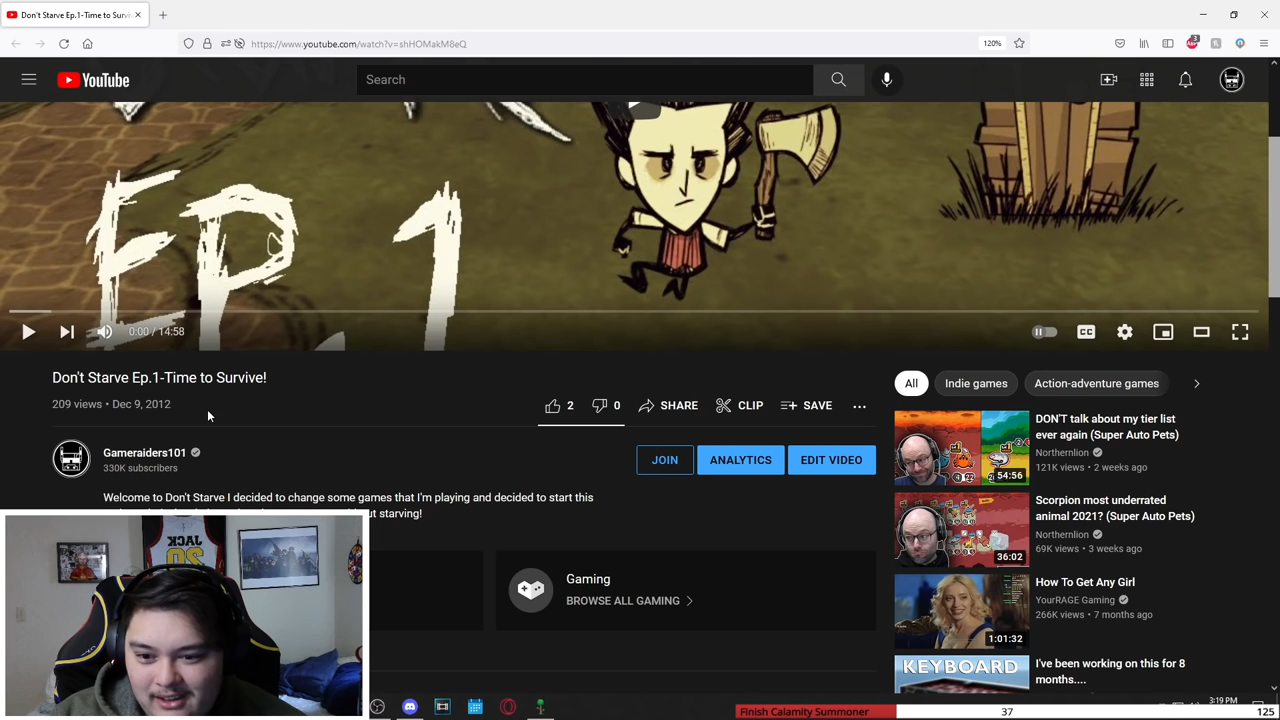 Don't Starve Ep.1-Time to Surviv
https://www.youtube.com/watch?v=shHOMakM8eQ
120%
3
YouTube
Search
EP. 1
0:00 / 14:58
CC
Don't Starve Ep.1-Time to Survive!
209 views • Dec 9, 2012
2
0
SHARE
CLIP
SAVE
Gameraiders101
330K subscribers
JOIN
ANALYTICS
EDIT VIDEO
Welcome to Don't Starve I decided to change some games that I'm playing and decided to start this
ut starving!
Gaming
BROWSE ALL GAMING
All
Indie games
Action-adventure games
DON'T talk about my tier list
ever again (Super Auto Pets)
Northernlion
121K views • 2 weeks ago
54:56
Scorpion most underrated
animal 2021? (Super Auto Pets)
Northernlion
69K views • 3 weeks ago
36:02
How To Get Any Girl
YourRAGE Gaming
266K views • 7 months ago
1:01:32
I've been working on this for 8
months....
KEYBOARD
JACK
20
3:19 PM
Finish Calamity Summoner
37
125